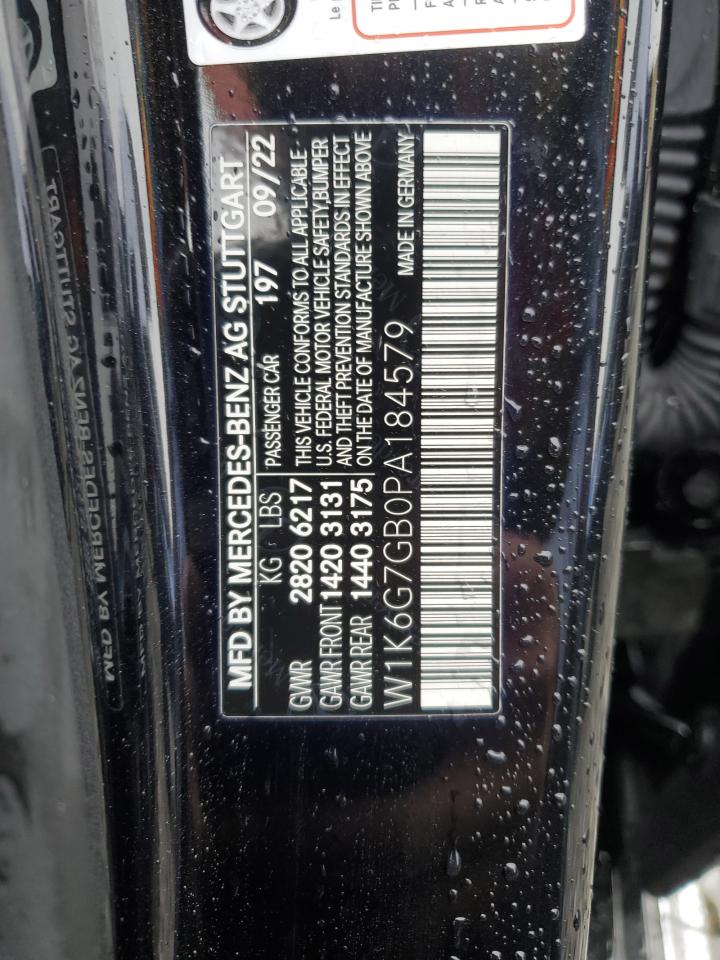 MFD BY MERCEDES-BENZ AG STUTTGART
KG LBS PASSENGER CAR 197 09/22
GVWR 2820 6217 THIS VEHICLE CONFORMS TO ALL APPLICABLE
GAWR FRONT 1420 3131 U.S. FEDERAL MOTOR VEHICLE SAFETY, BUMPER
AND THEFT PREVENTION STANDARDS IN EFFECT
GAWR REAR 1440 3175 ON THE DATE OF MANUFACTURE SHOWN ABOVE
W1K6G7GB0PA184579 MADE IN GERMANY